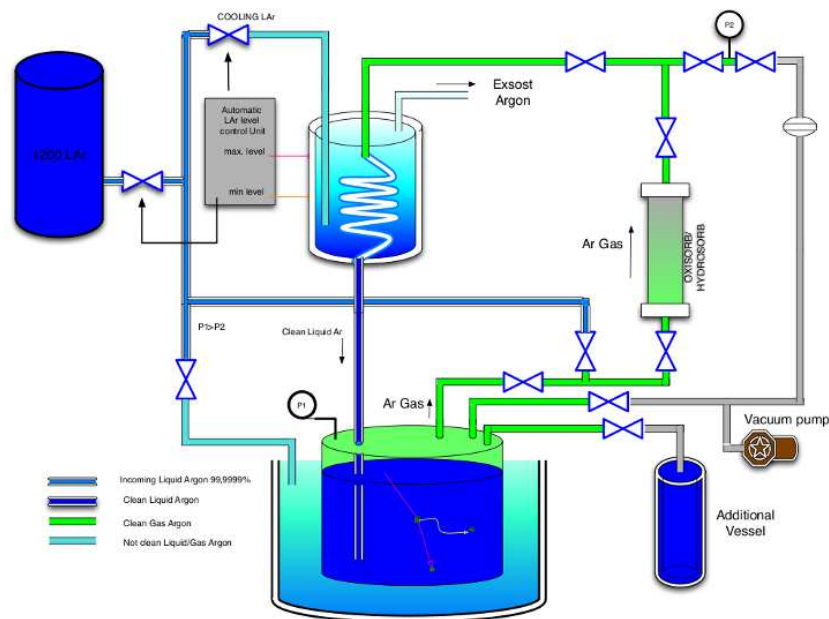 COOLING LAr
P2
Exsost
Argon
Automatic
LAr level
control Unit
max. level
min level
1200 LAr
Ar Gas
OXISORB/
HYDROSORB
P1>P2
Clean Liquid Ar
P1
Ar Gas
Vacuum pump
Additional
Vessel
Incoming Liquid Argon 99,9999%
Clean Liquid Argon
Clean Gas Argon
Not clean Liquid/Gas Argon